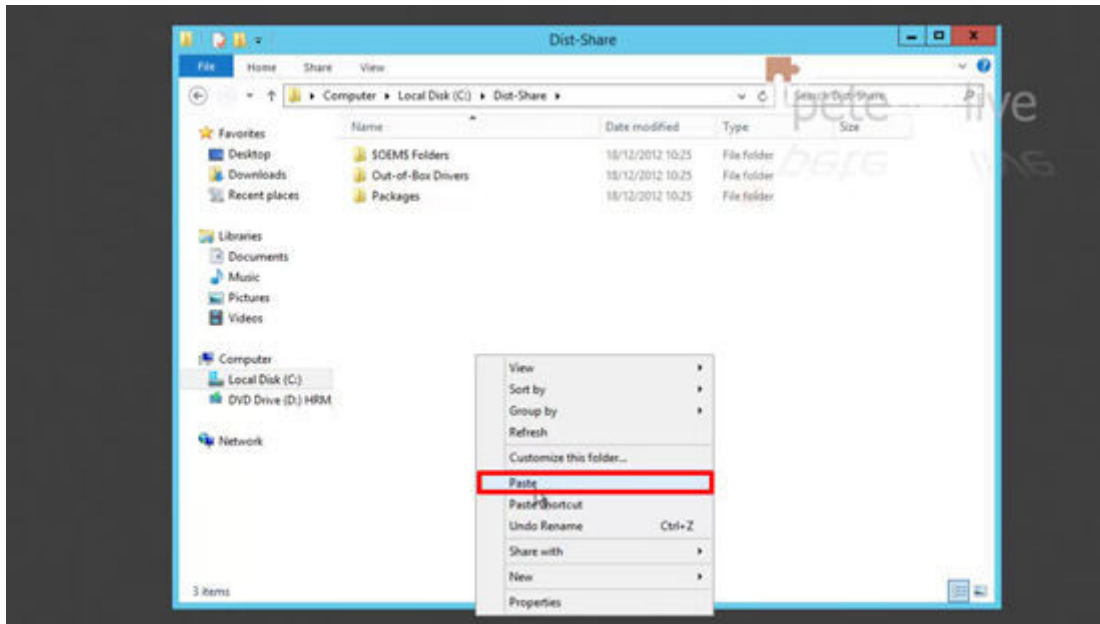 Dist-Share
File Home Share View
Computer Local Disk (C:) Dist-Share
Search Dist-Share
pete live
Name Date modified Type Size
Favorites
Desktop
Downloads
Recent places
SOEMS Folders 18/12/2012 10:25 File folder
Out-of-Box Drivers 18/12/2012 10:25 File folder
Packages 18/12/2012 10:25 File folder
Libraries
Documents
Music
Pictures
Videos
Computer
Local Disk (C:)
DVD Drive (D:) HRM
Network
View
Sort by
Group by
Refresh
Customize this folder...
Paste
Paste shortcut
Undo Rename Ctrl+Z
Share with
New
Properties
3 items